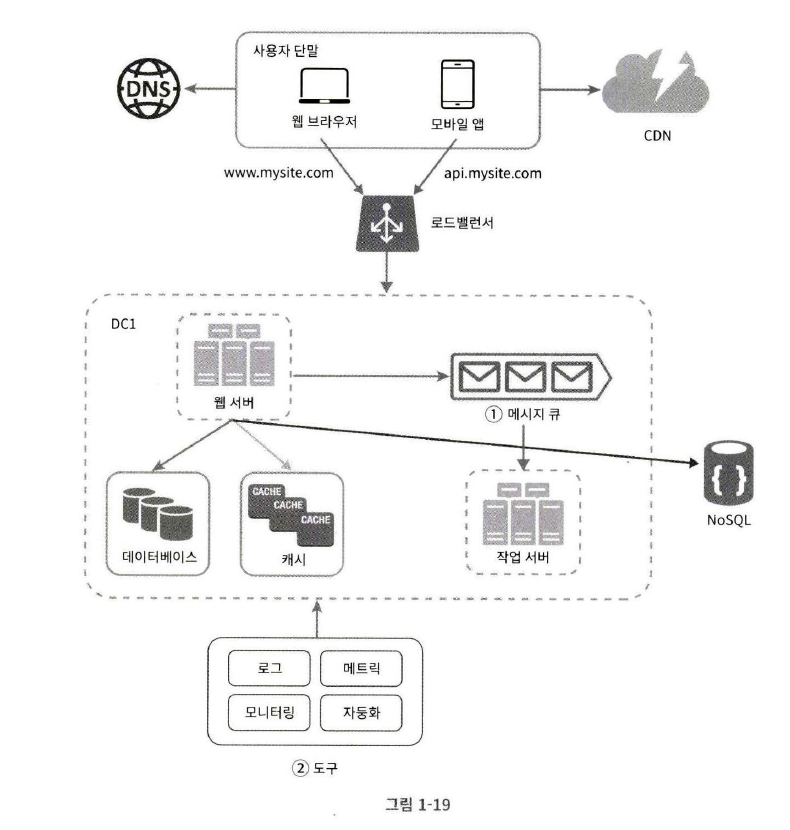 사용자 단말
DNS
웹 브라우저
모바일 앱
CDN
www.mysite.com
api.mysite.com
로드밸런서
DC1
웹 서버
① 메시지 큐
CACHE
CACHE
CACHE
데이터베이스
캐시
작업 서버
{ }
NoSQL
로그
메트릭
모니터링
자동화
② 도구
그림 1-19